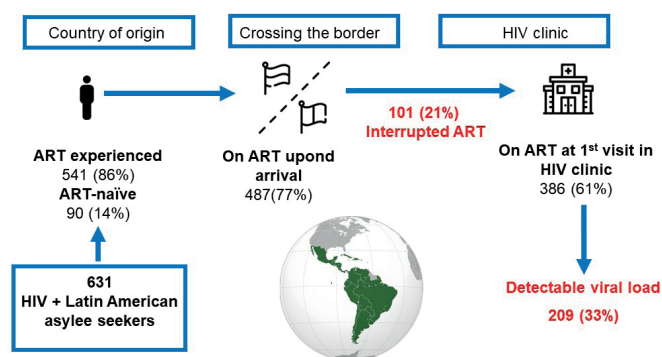 Country of origin
Crossing the border
HIV clinic
101 (21%)
Interrupted ART
ART experienced
541 (86%)
ART-naïve
90 (14%)
On ART upond
arrival
487(77%)
On ART at 1st visit in
HIV clinic
386 (61%)
631
HIV + Latin American
asylee seekers
Detectable viral load
209 (33%)